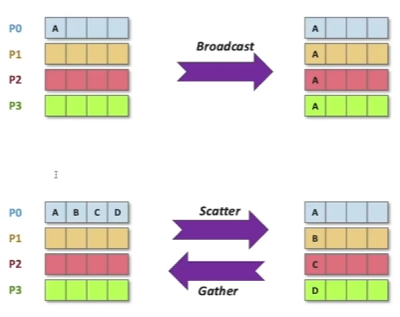 P0 A A
Broadcast
P1 A
P2 A
P3 A
P0 A B C D Scatter A
P1 B
P2 C
Gather
P3 D